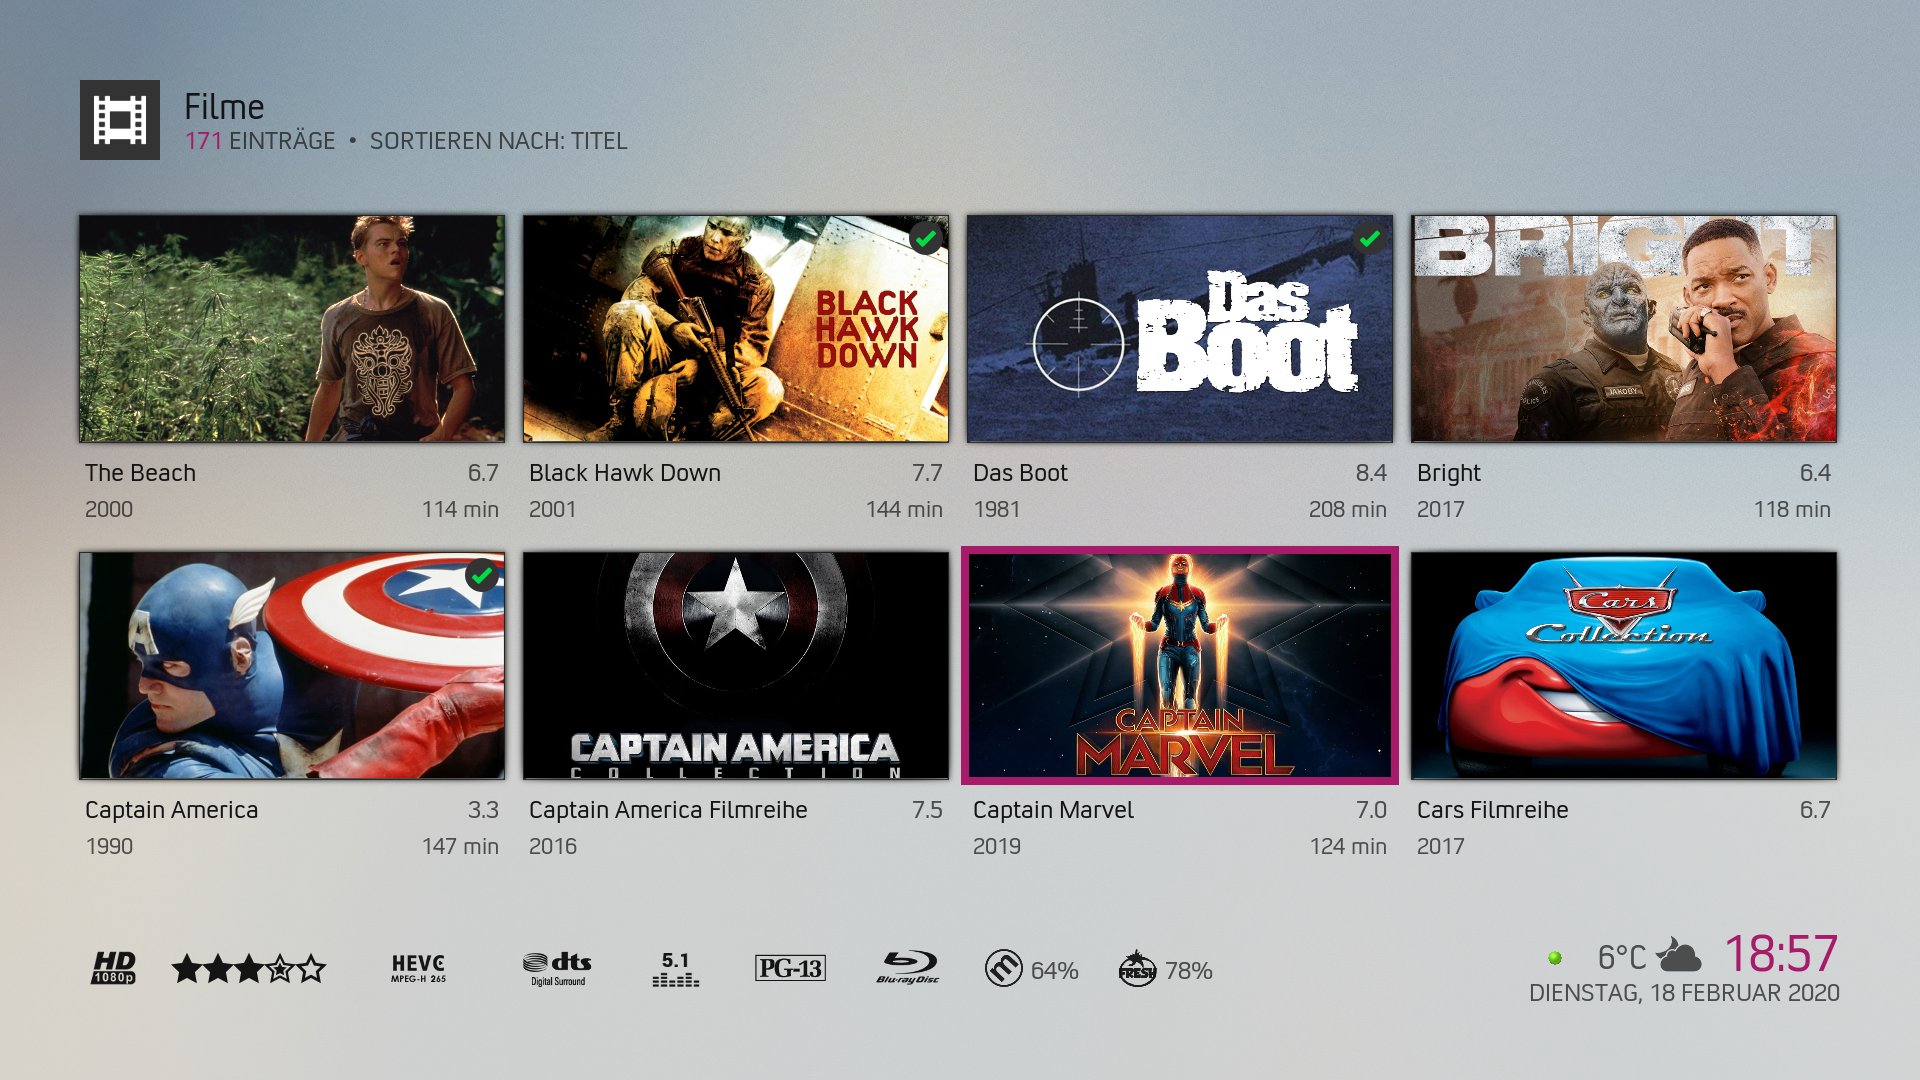 Filme
171 EINTRÄGE • SORTIEREN NACH: TITEL
BLACK
HAWK
DOWN
Das
Boot
BRIGHT
JAKOBY
POLICE
The Beach 6.7
2000 114 min
Black Hawk Down 7.7
2001 144 min
Das Boot 8.4
1981 208 min
Bright 6.4
2017 118 min
A
CAPTAIN AMERICA
COLLECTION
CAPTAIN
MARVEL
Cars
Collection
Captain America 3.3
1990 147 min
Captain America Filmreihe 7.5
2016
Captain Marvel 7.0
2019 124 min
Cars Filmreihe 6.7
2017
HD
1080p
HEVC
MPEG-H 265
dts
Digital Surround
5.1
PG-13
Blu-ray Disc
m 64%
FRESH 78%
6°C 18:57
DIENSTAG, 18 FEBRUAR 2020